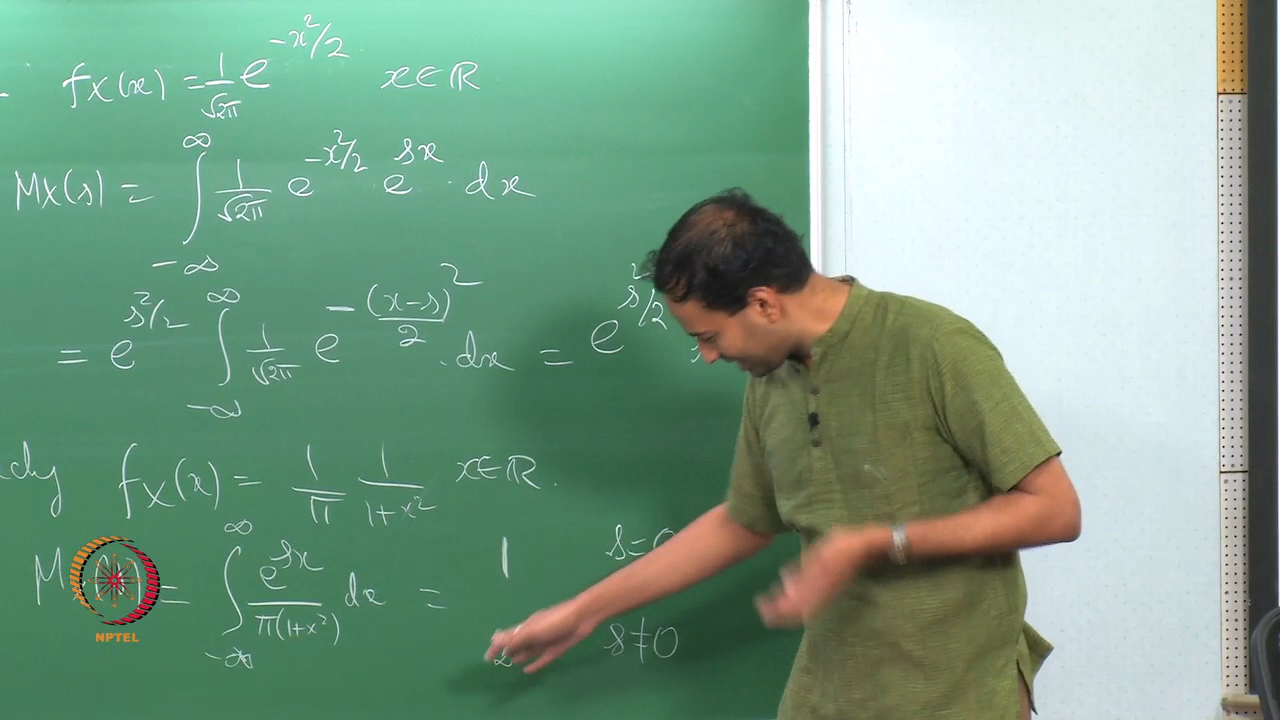 fX(x) = 1/√2π e^(-x²/2) x∈ℝ
MX(s) = ∫_{-∞}^{∞} 1/√2π e^(-x²/2) · e^(sx) · dx
= e^(s²/2) ∫_{-∞}^{∞} 1/√2π e^(-(x-s)²/2) · dx = e^(s²/2)
fX(x) = 1/π 1/(1+x²) x∈ℝ.
M = ∫_{-∞}^{∞} e^(sx)/(π(1+x²)) dx = 1 s=0
s≠0
NPTEL